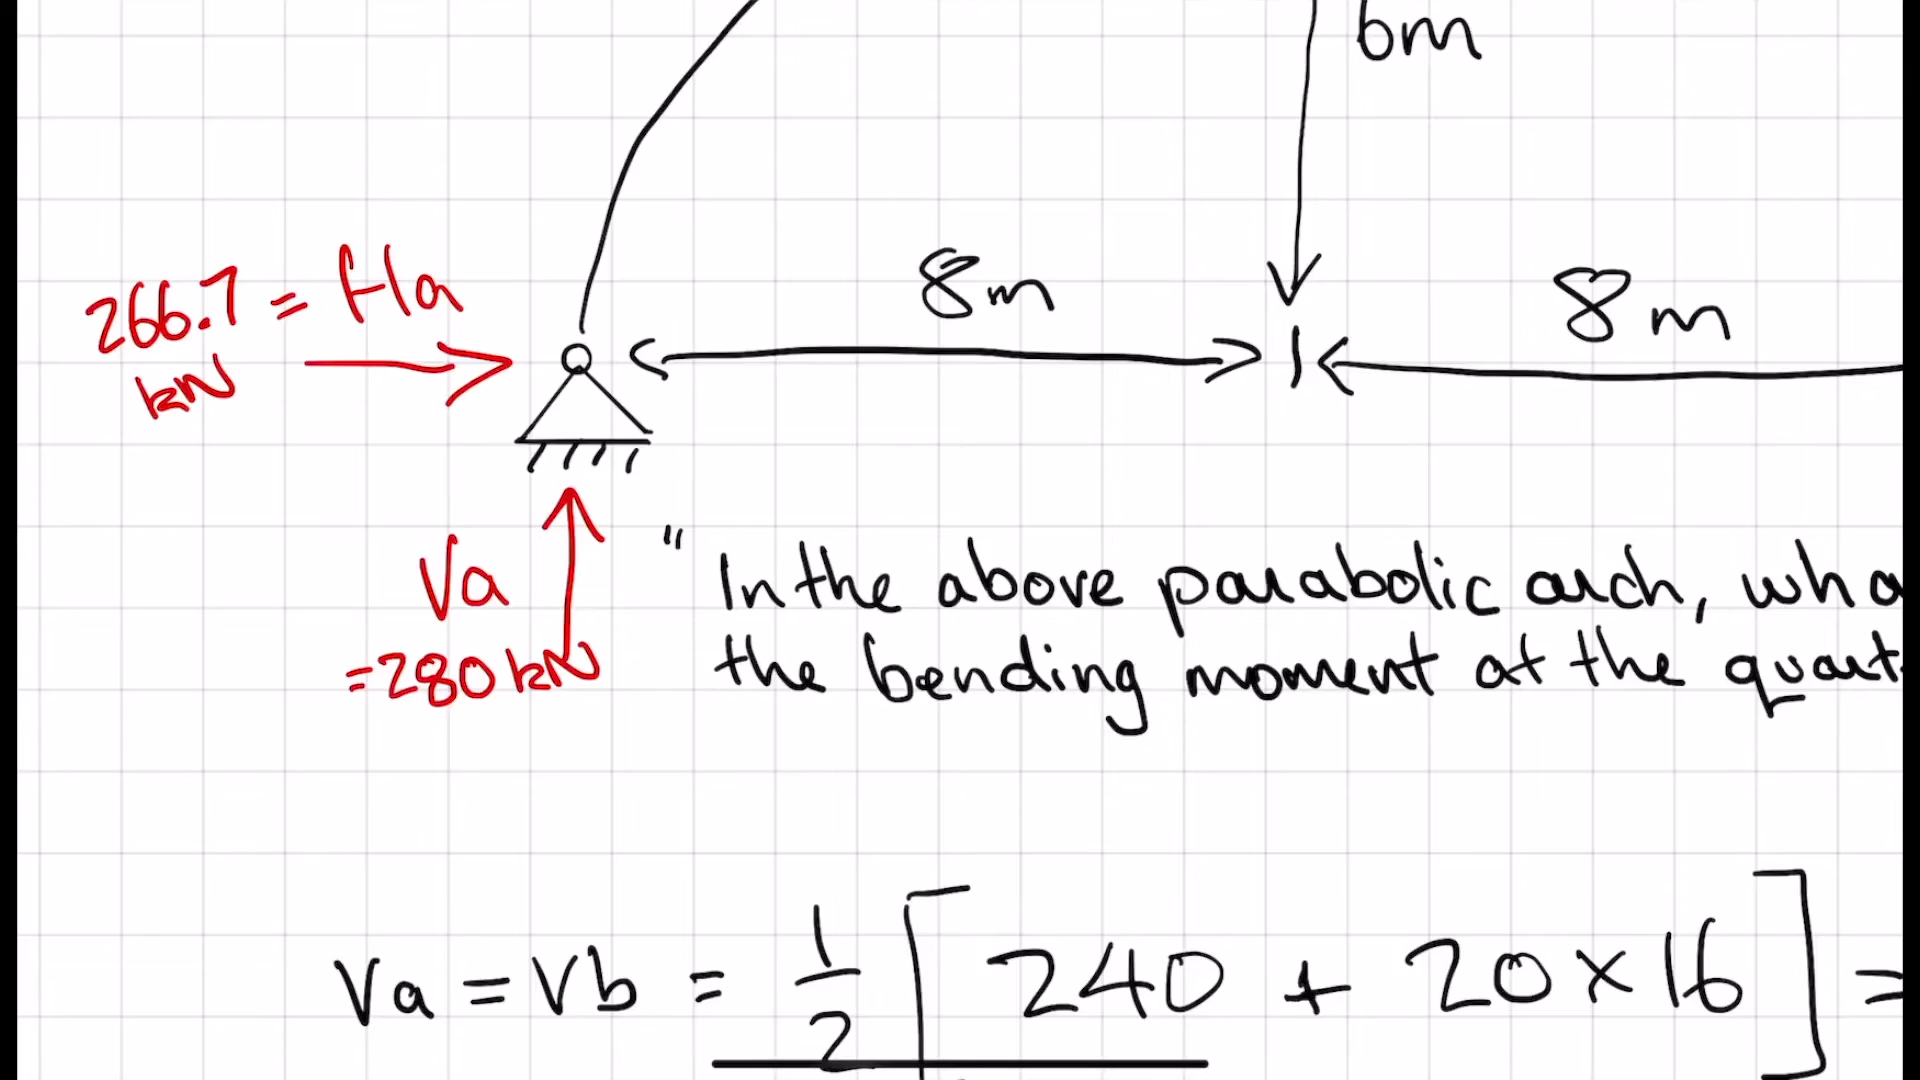 6m
8m
8m
266.7 = Ha
kN
Va
= 280 kN
"In the above parabolic arch, wha
the bending moment at the quart
Va = Vb = 1/2 [ 240 + 20 × 16 ] =